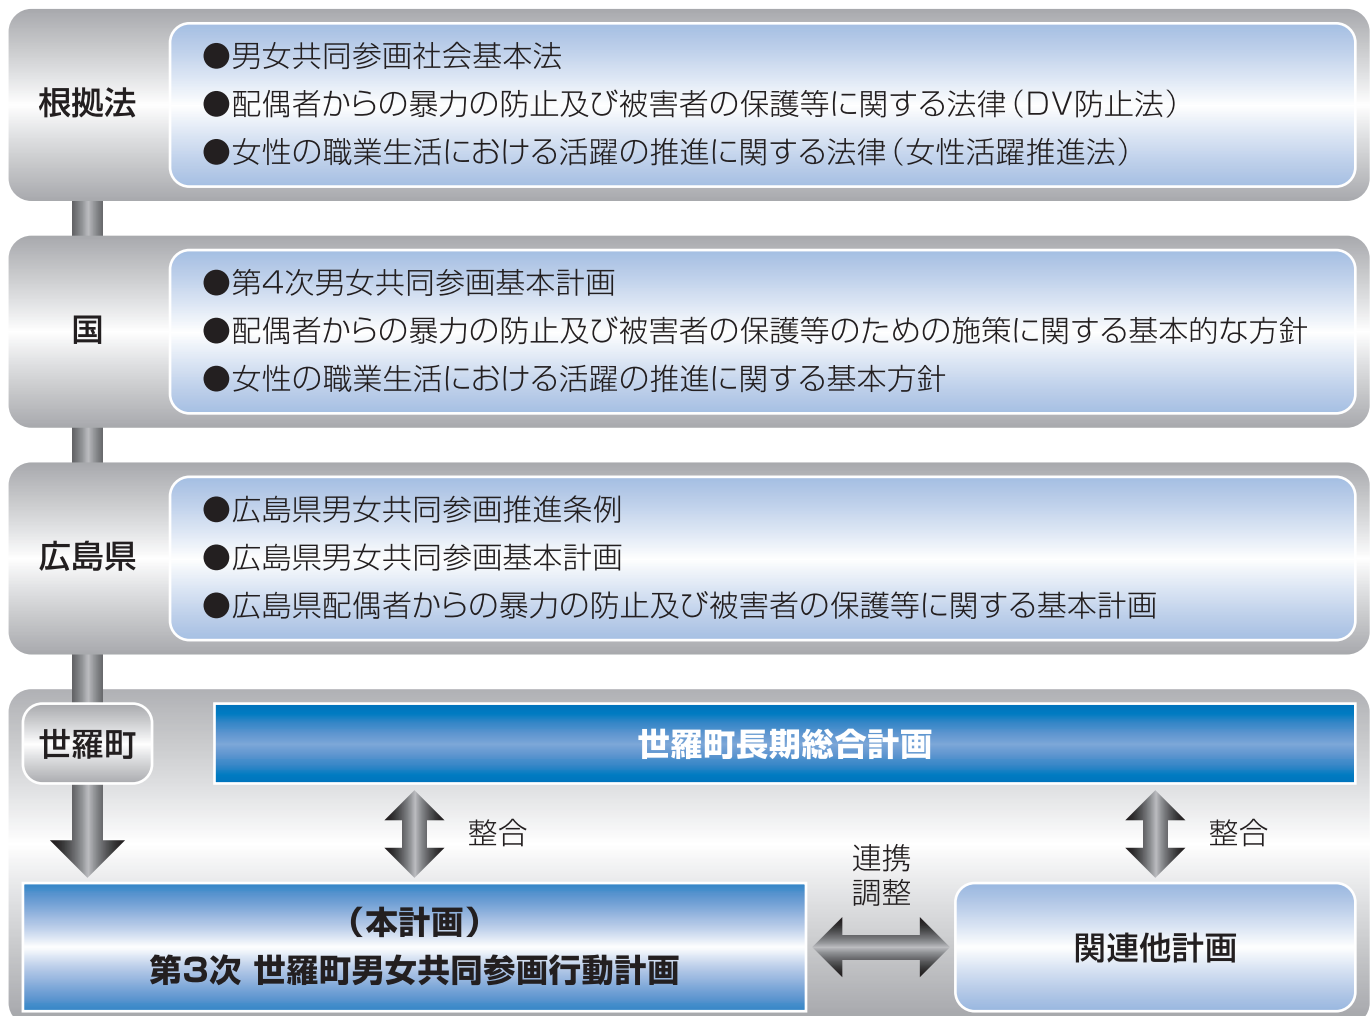 根拠法
●男女共同参画社会基本法
●配偶者からの暴力の防止及び被害者の保護等に関する法律（DV防止法）
●女性の職業生活における活躍の推進に関する法律（女性活躍推進法）
国
●第4次男女共同参画基本計画
●配偶者からの暴力の防止及び被害者の保護等のための施策に関する基本的な方針
●女性の職業生活における活躍の推進に関する基本方針
広島県
●広島県男女共同参画推進条例
●広島県男女共同参画基本計画
●広島県配偶者からの暴力の防止及び被害者の保護等に関する基本計画
世羅町
世羅町長期総合計画
整合
整合
連携
調整
（本計画）
第3次 世羅町男女共同参画行動計画
関連他計画